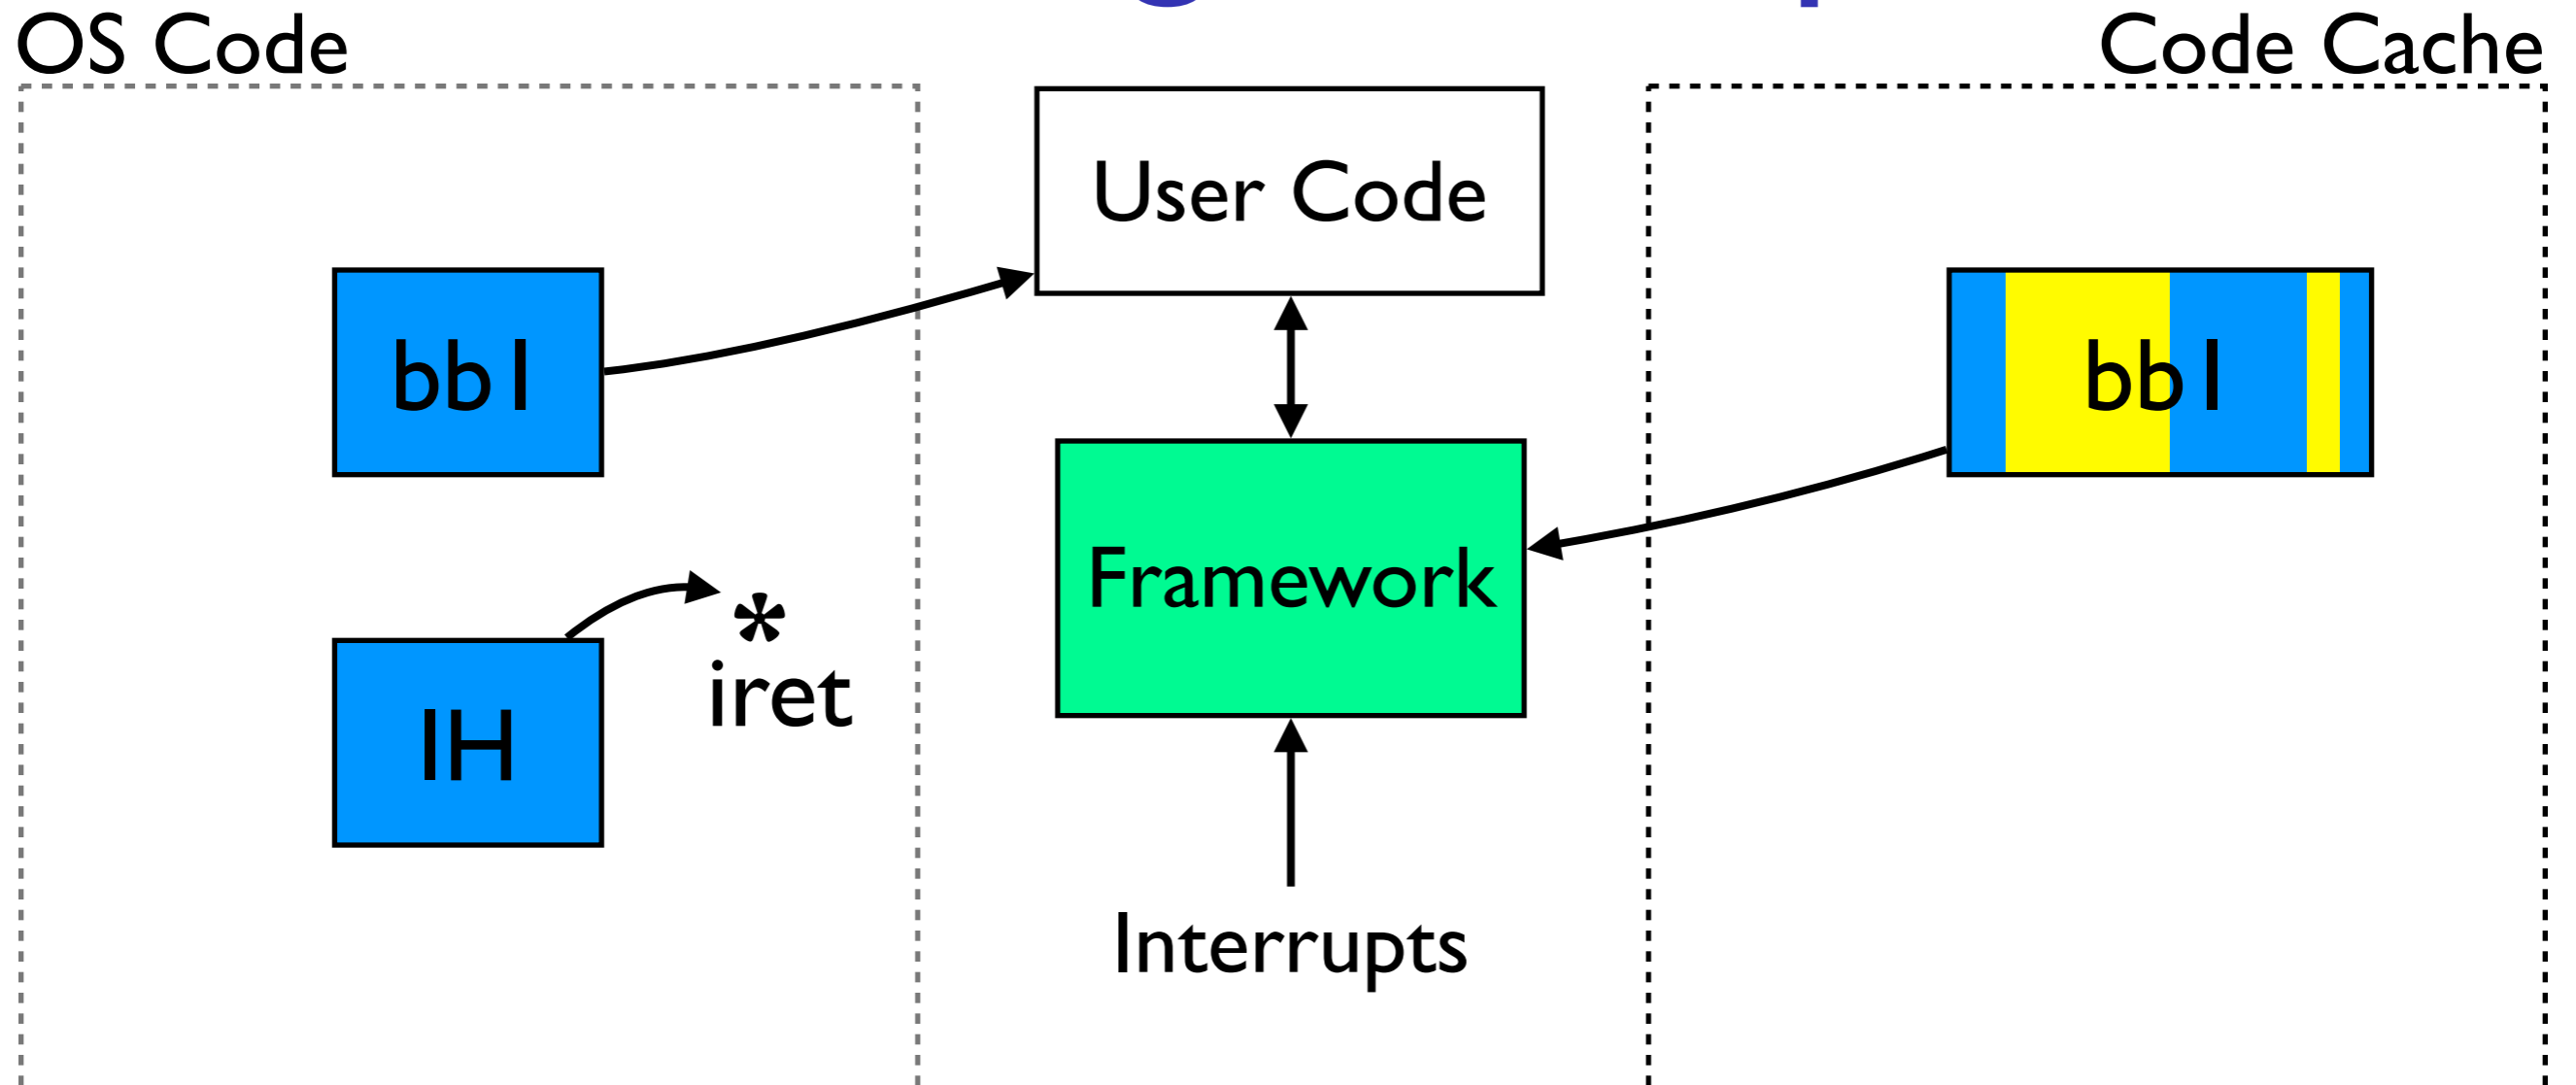 OS Code
Code Cache
User Code
bb1
bb1
Framework
*
iret
IH
Interrupts